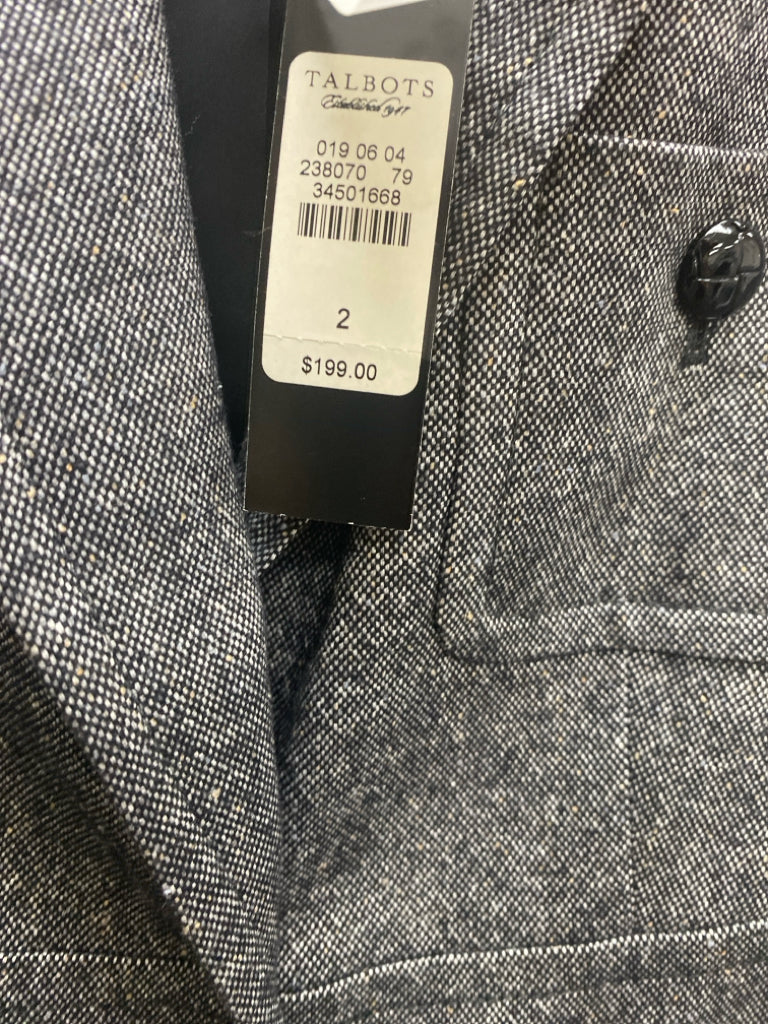 TALBOTS
Established 1947
019 06 04
238070 79
34501668
2
$199.00